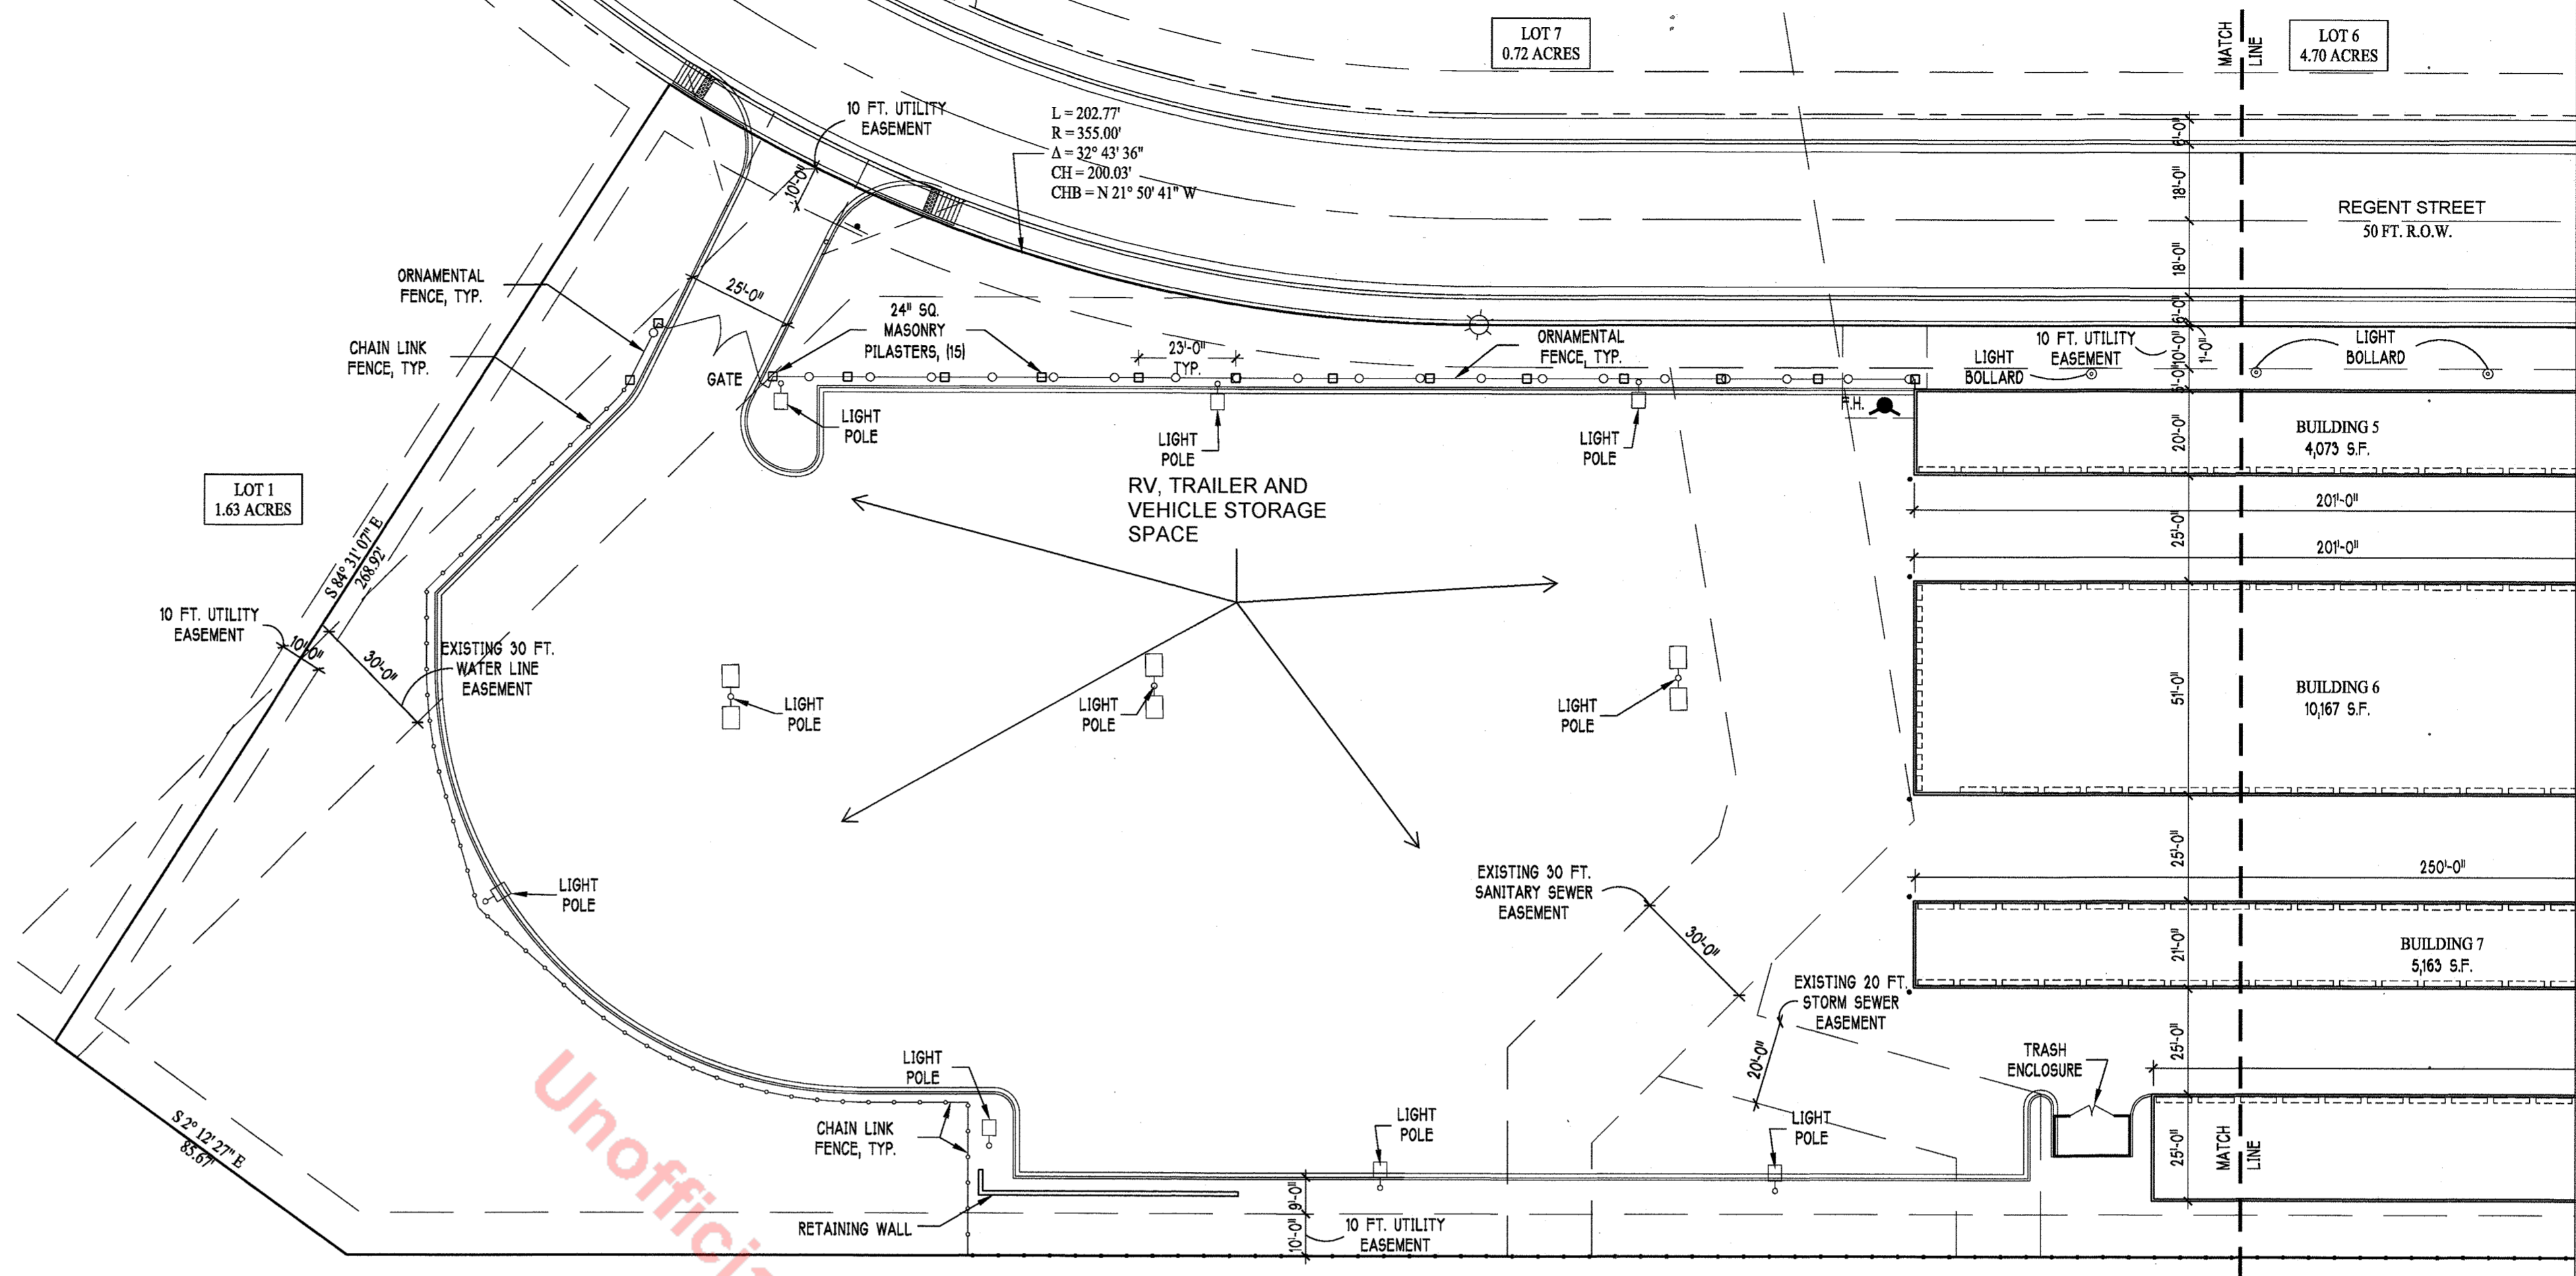 LOT 7
0.72 ACRES
MATCH
LINE
LOT 6
4.70 ACRES
10 FT. UTILITY
EASEMENT
L = 202.77'
R = 355.00'
Δ = 32° 43' 36"
CH = 200.03'
CHB = N 21° 50' 41" W
10'-0"
6'-0"
18'-0"
REGENT STREET
50 FT. R.O.W.
18'-0"
6'-0"
1'-0"
10'-0"
5'-0"
ORNAMENTAL
FENCE, TYP.
25'-0"
24" SQ.
MASONRY
PILASTERS, (15)
23'-0"
TYP.
ORNAMENTAL
FENCE, TYP.
LIGHT
BOLLARD
10 FT. UTILITY
EASEMENT
LIGHT
BOLLARD
CHAIN LINK
FENCE, TYP.
GATE
LIGHT
POLE
LIGHT
POLE
LIGHT
POLE
F.H.
20'-0"
BUILDING 5
4,073 S.F.
LOT 1
1.63 ACRES
RV, TRAILER AND
VEHICLE STORAGE
SPACE
201'-0"
25'-0"
201'-0"
S 84° 31' 07" E
268.92'
10 FT. UTILITY
EASEMENT
10'-0"
30'-0"
EXISTING 30 FT.
WATER LINE
EASEMENT
LIGHT
POLE
LIGHT
POLE
LIGHT
POLE
51'-0"
BUILDING 6
10,167 S.F.
LIGHT
POLE
EXISTING 30 FT.
SANITARY SEWER
EASEMENT
30'-0"
25'-0"
250'-0"
21'-0"
BUILDING 7
5,163 S.F.
EXISTING 20 FT.
STORM SEWER
EASEMENT
20'-0"
TRASH
ENCLOSURE
25'-0"
LIGHT
POLE
CHAIN LINK
FENCE, TYP.
LIGHT
POLE
LIGHT
POLE
25'-0"
MATCH
LINE
S 2° 12' 27" E
85.67'
RETAINING WALL
9'-0"
10'-0"
10 FT. UTILITY
EASEMENT